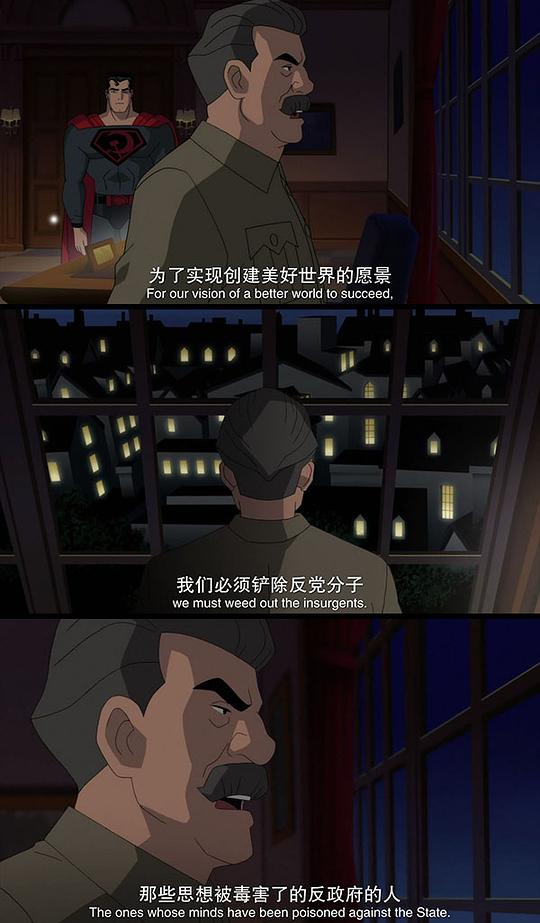 为了实现创建美好世界的愿景
For our vision of a better world to succeed,
我们必须铲除反党分子
we must weed out the insurgents.
那些思想被毒害了的反政府的人
The ones whose minds have been poisoned against the State.